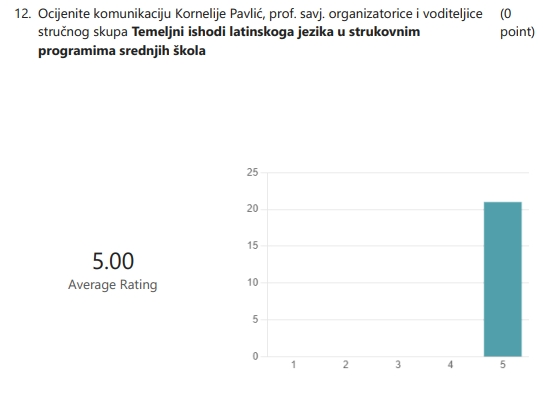 12. Ocijenite komunikaciju Kornelije Pavlić, prof. savj. organizatorice i voditeljice (0
stručnog skupa Temeljni ishodi latinskoga jezika u strukovnim point)
programima srednjih škola
25
20
15
10
5
0
5.00
Average Rating
1 2 3 4 5